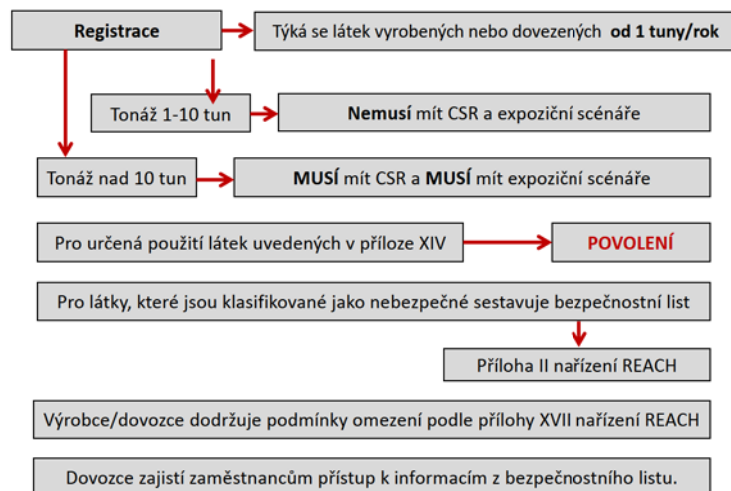 Registrace
Týká se látek vyrobených nebo dovezených od 1 tuny/rok
Tonáž 1-10 tun
Nemusí mít CSR a expoziční scénáře
Tonáž nad 10 tun
MUSÍ mít CSR a MUSÍ mít expoziční scénáře
Pro určená použití látek uvedených v příloze XIV
POVOLENÍ
Pro látky, které jsou klasifikované jako nebezpečné sestavuje bezpečnostní list
Příloha II nařízení REACH
Výrobce/dovozce dodržuje podmínky omezení podle přílohy XVII nařízení REACH
Dovozce zajistí zaměstnancům přístup k informacím z bezpečnostního listu.